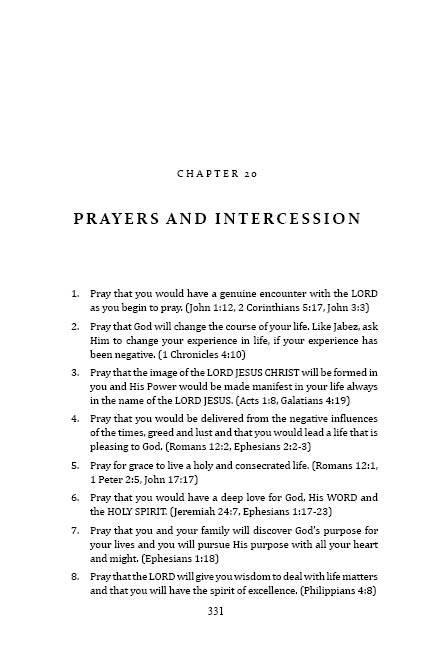 CHAPTER 20
PRAYERS AND INTERCESSION
1. Pray that you would have a genuine encounter with the LORD
as you begin to pray. (John 1:12, 2 Corinthians 5:17, John 3:3)
2. Pray that God will change the course of your life. Like Jabez, ask
Him to change your experience in life, if your experience has
been negative. (1 Chronicles 4:10)
3. Pray that the image of the LORD JESUS CHRIST will be formed in
you and His Power would be made manifest in your life always
in the name of the LORD JESUS. (Acts 1:8, Galatians 4:19)
4. Pray that you would be delivered from the negative influences
of the times, greed and lust and that you would lead a life that is
pleasing to God. (Romans 12:2, Ephesians 2:2-3)
5. Pray for grace to live a holy and consecrated life. (Romans 12:1,
1 Peter 2:5, John 17:17)
6. Pray that you would have a deep love for God, His WORD and
the HOLY SPIRIT. (Jeremiah 24:7, Ephesians 1:17-23)
7. Pray that you and your family will discover God's purpose for
your lives and you will pursue His purpose with all your heart
and might. (Ephesians 1:18)
8. Pray that the LORD will give you wisdom to deal with life matters
and that you will have the spirit of excellence. (Philippians 4:8)
331